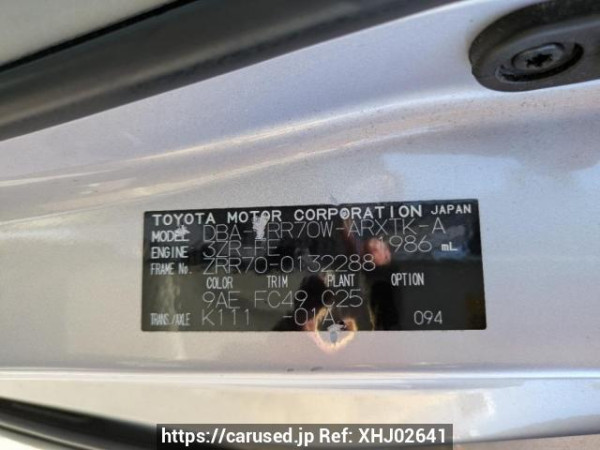 TOYOTA MOTOR CORPORATION JAPAN
MODEL DBA-ZRR70W-ARXTK-A
ENGINE 3ZR-FE 1986 mL
FRAME No. ZRR70-0132288
COLOR TRIM PLANT OPTION
9AE FC49 C25
TRANS./AXLE K111 -01A 094
https://carused.jp Ref: XHJ02641